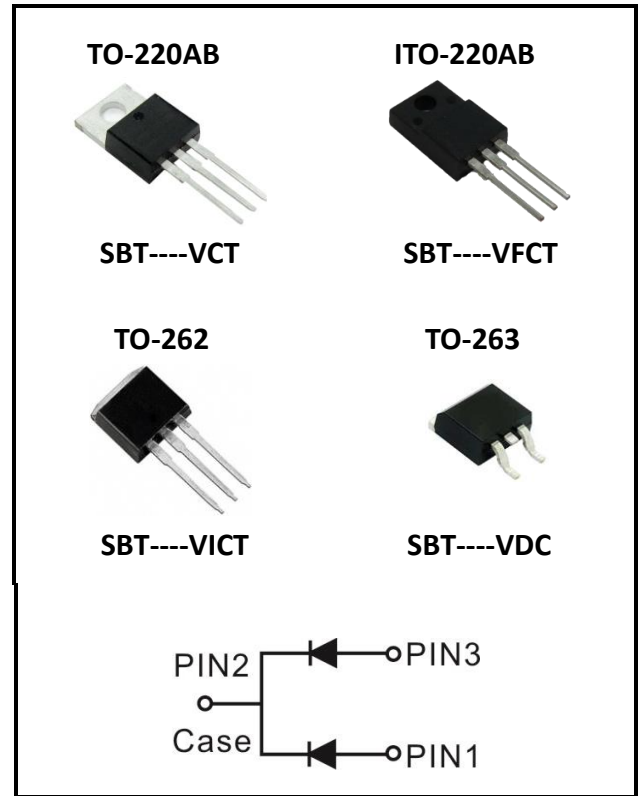 TO-220AB ITO-220AB
SBT----VCT SBT----VFCT
TO-262 TO-263
SBT----VICT SBT----VDC
PIN2 PIN3
Case PIN1